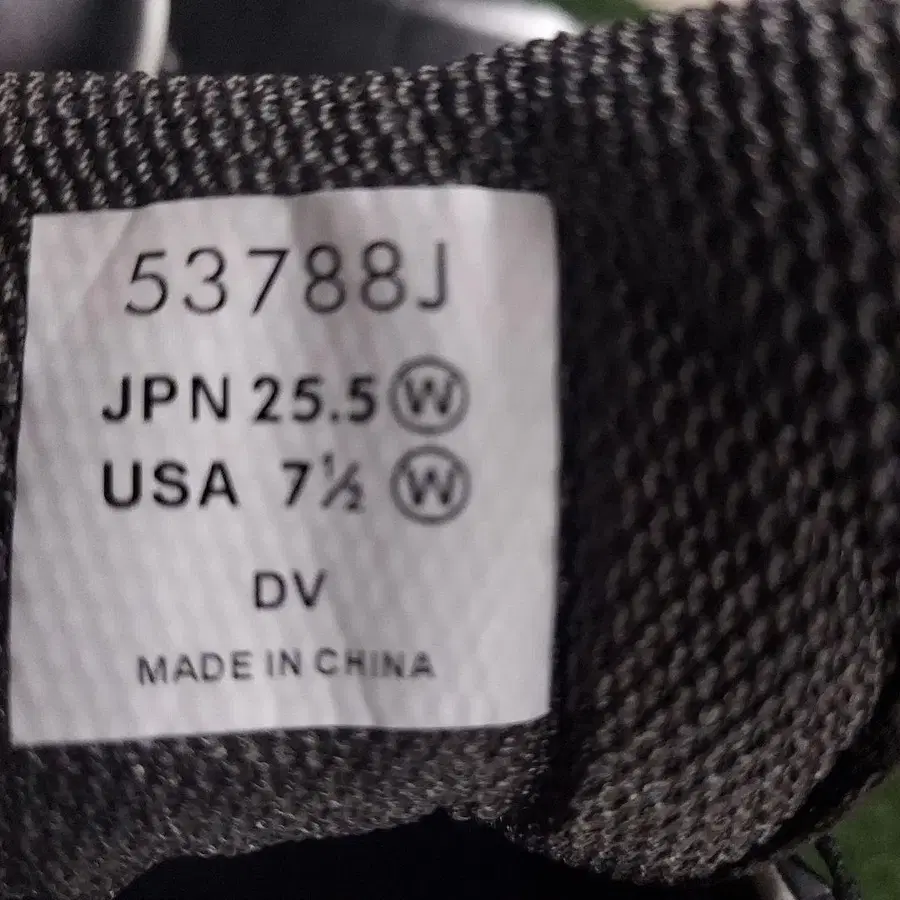 53788J
JPN 25.5 Ⓦ
USA 7½ Ⓦ
DV
MADE IN CHINA